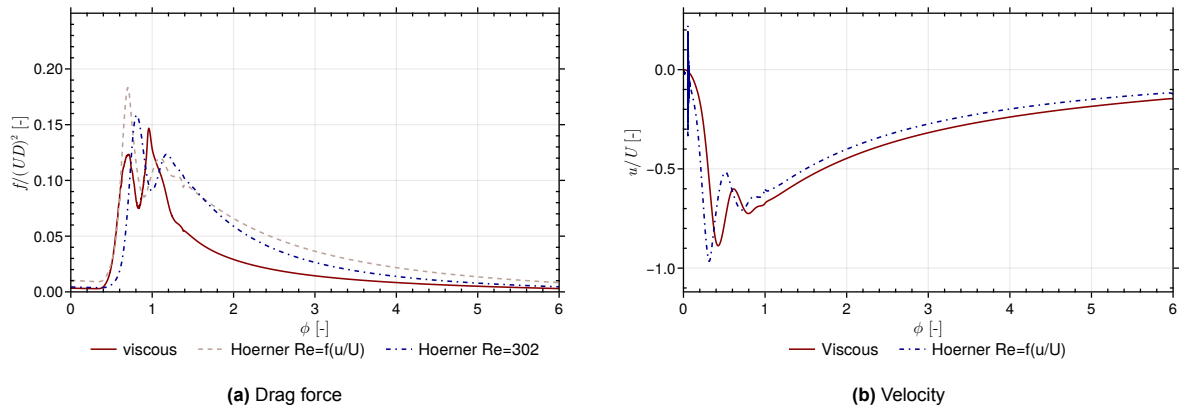 f/(UD)² [-]
0.20
0.15
0.10
0.05
0.00
0 1 2 3 4 5 6
ϕ [-]
viscous Hoerner Re=f(u/U) Hoerner Re=302
(a) Drag force
u/U [-]
0.0
−0.5
−1.0
0 1 2 3 4 5 6
ϕ [-]
Viscous Hoerner Re=f(u/U)
(b) Velocity